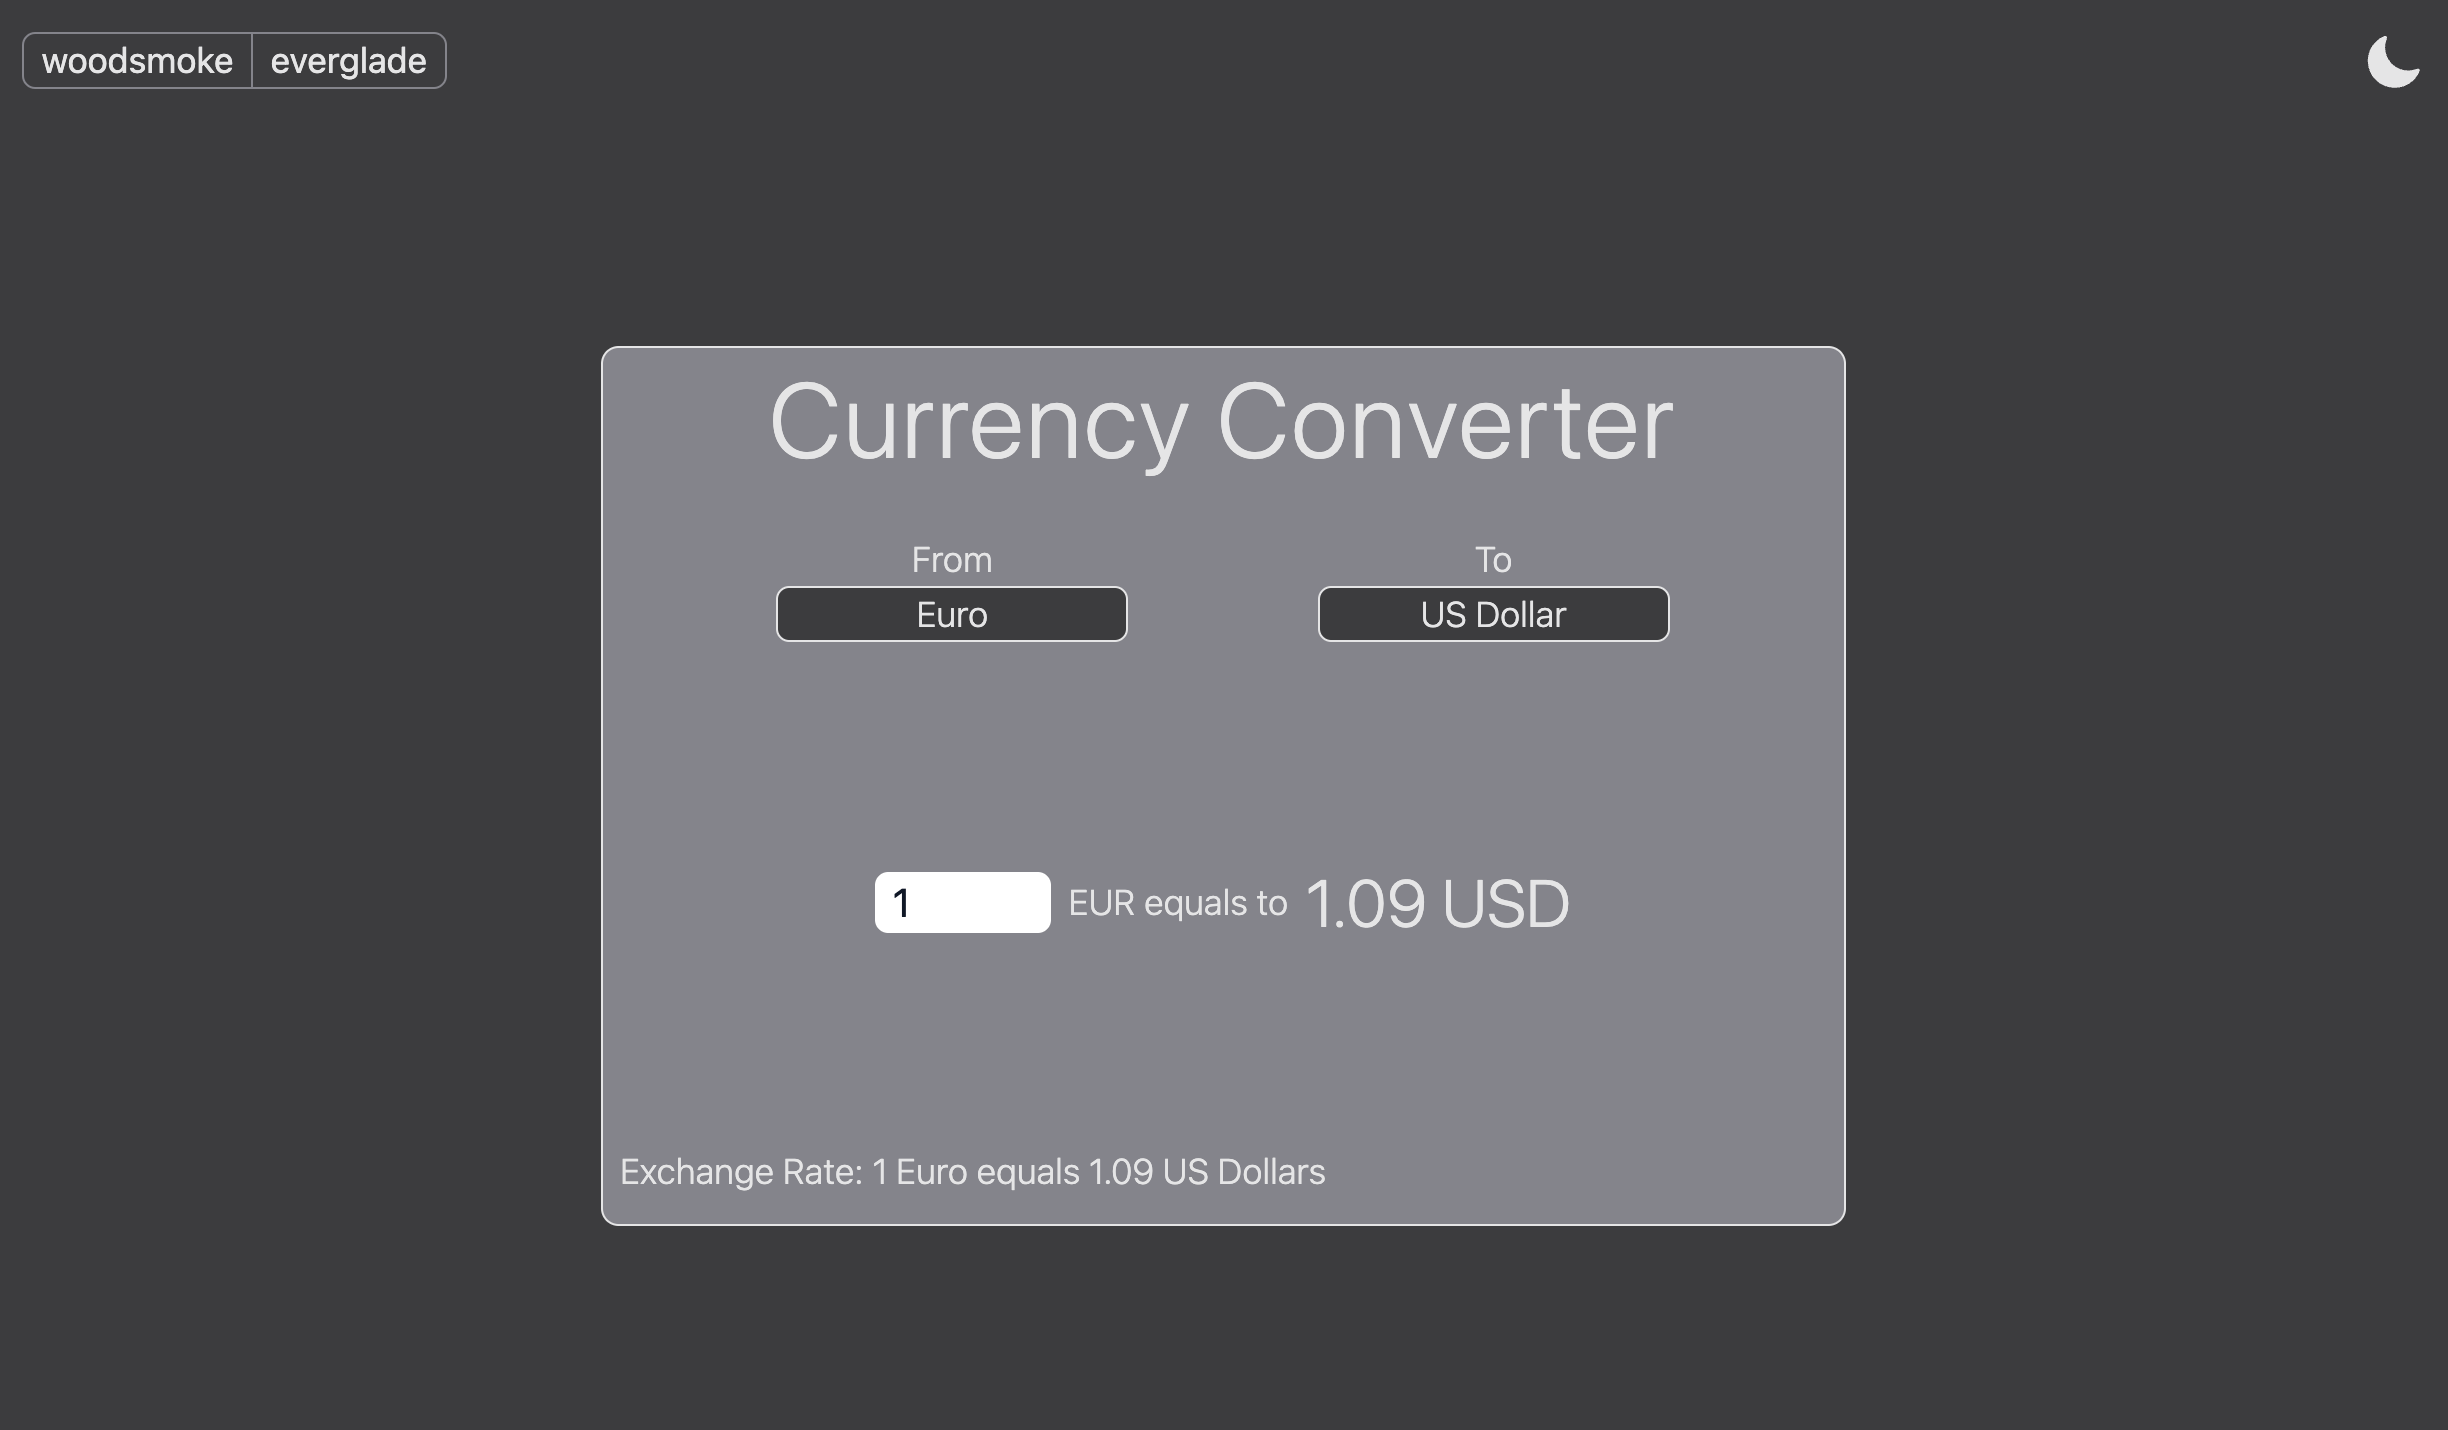 woodsmoke everglade
Currency Converter
From To
Euro US Dollar
1 EUR equals to 1.09 USD
Exchange Rate: 1 Euro equals 1.09 US Dollars